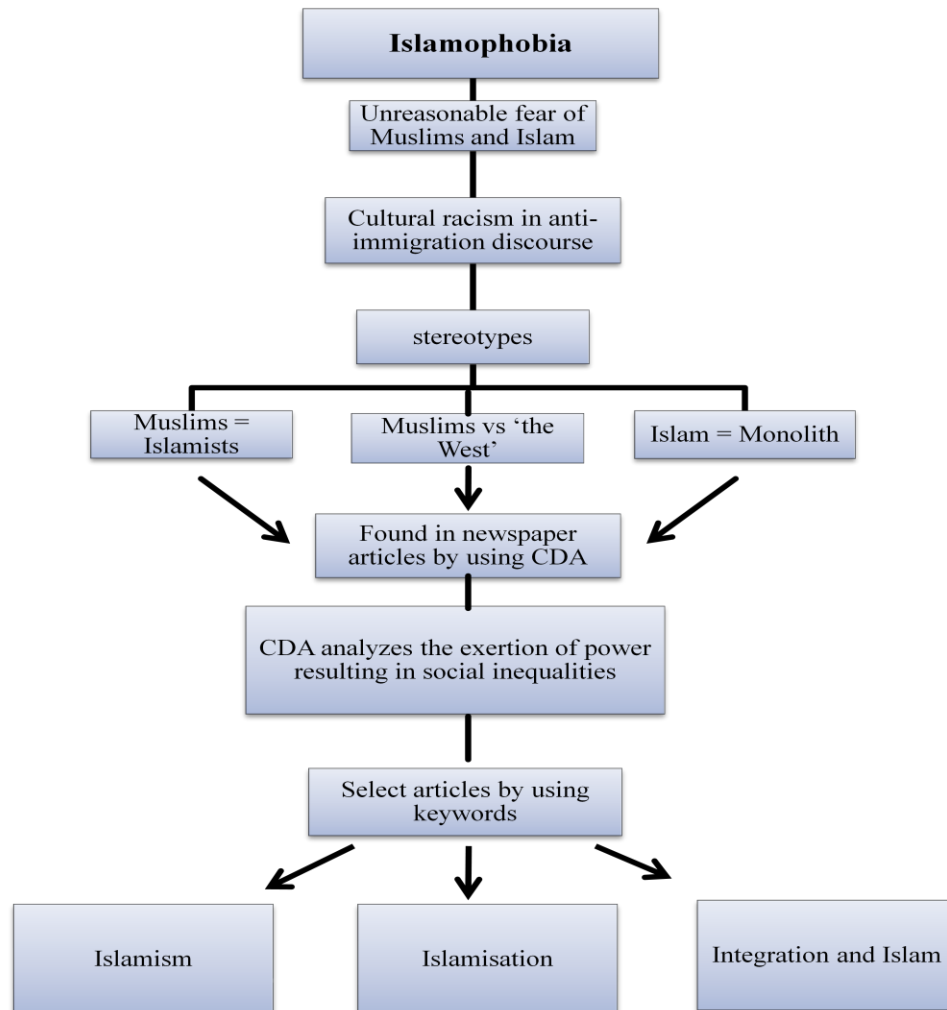 Islamophobia
Unreasonable fear of
Muslims and Islam
Cultural racism in anti-
immigration discourse
stereotypes
Muslims =
Islamists
Muslims vs ‘the
West’
Islam = Monolith
Found in newspaper
articles by using CDA
CDA analyzes the exertion of power
resulting in social inequalities
Select articles by using
keywords
Islamism
Islamisation
Integration and Islam